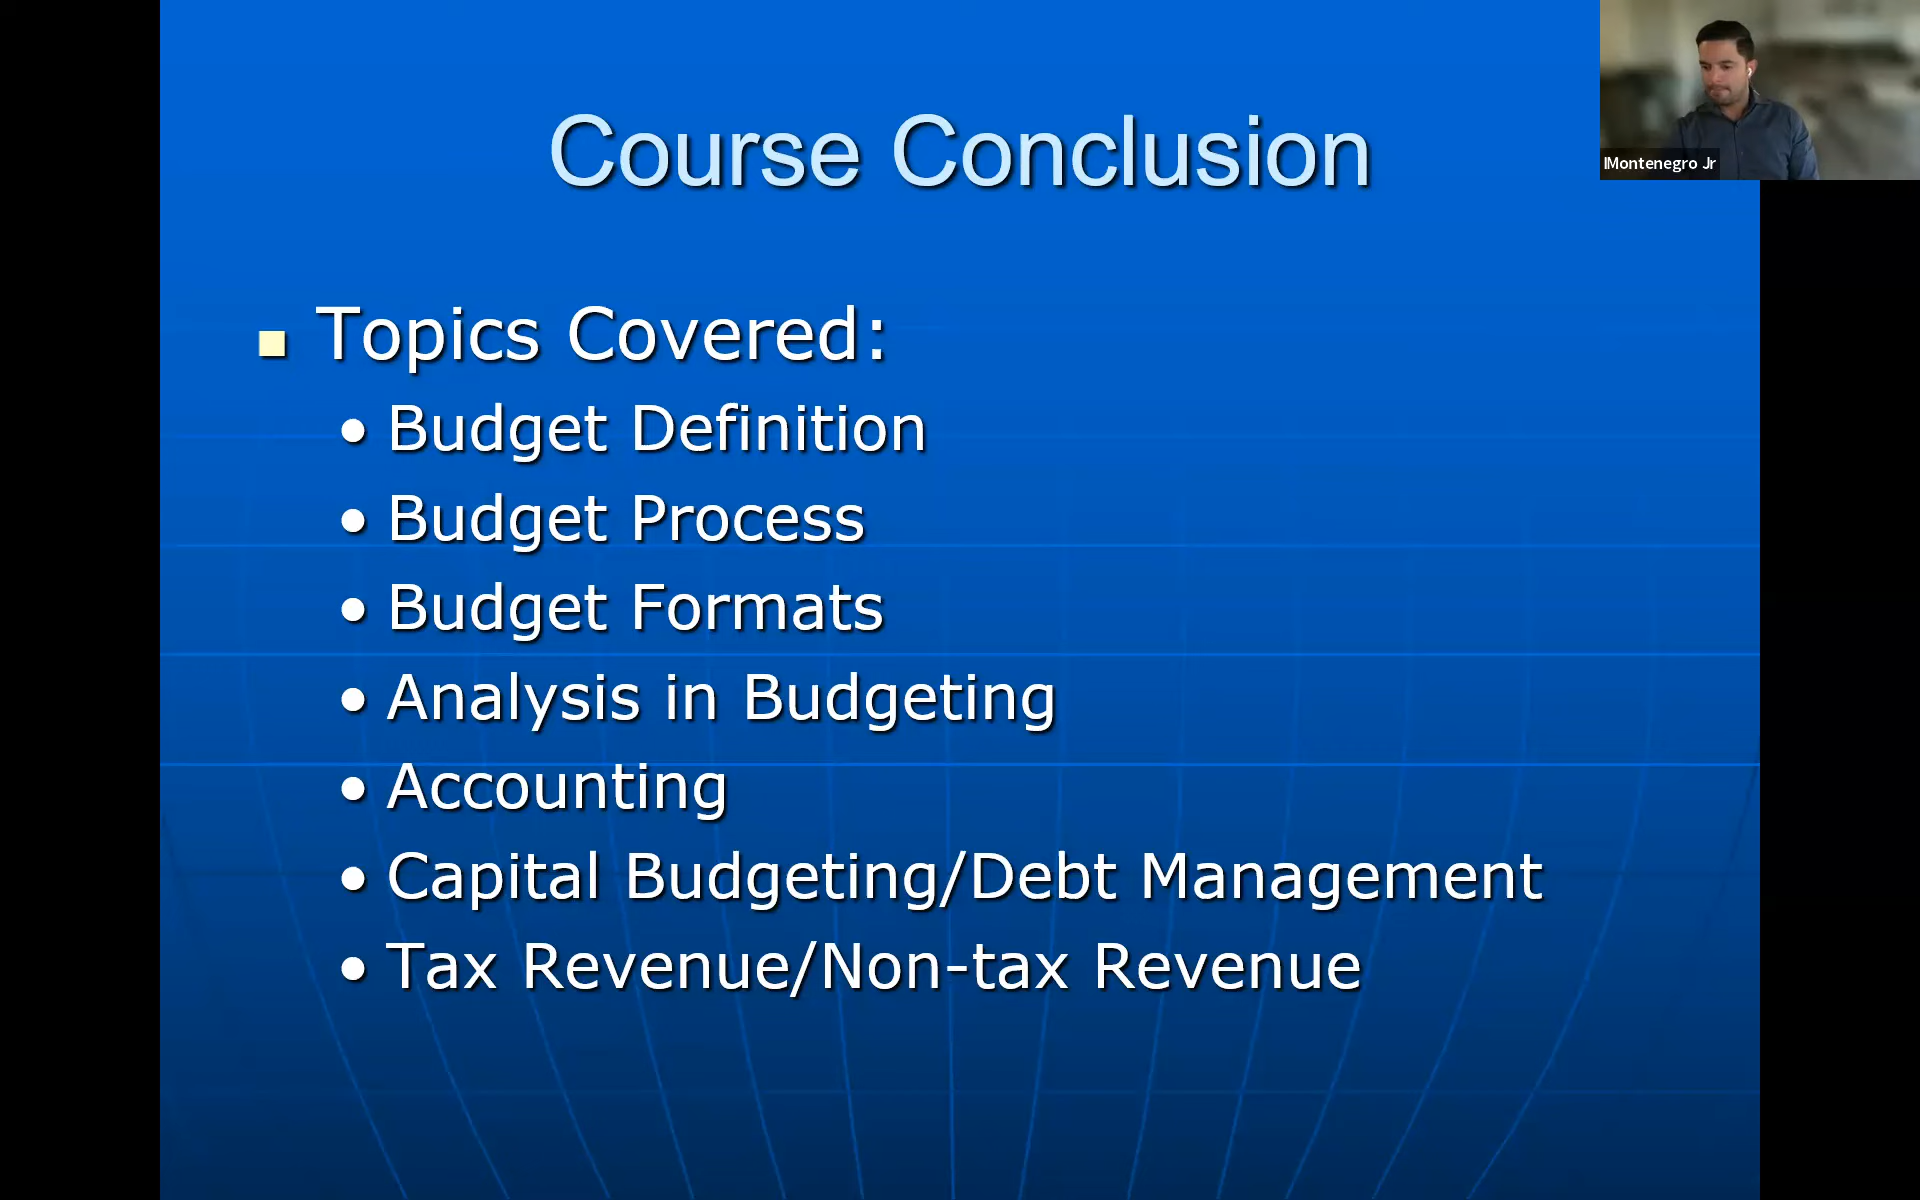 Course Conclusion
IMontenegro Jr
Topics Covered:
Budget Definition
Budget Process
Budget Formats
Analysis in Budgeting
Accounting
Capital Budgeting/Debt Management
Tax Revenue/Non-tax Revenue